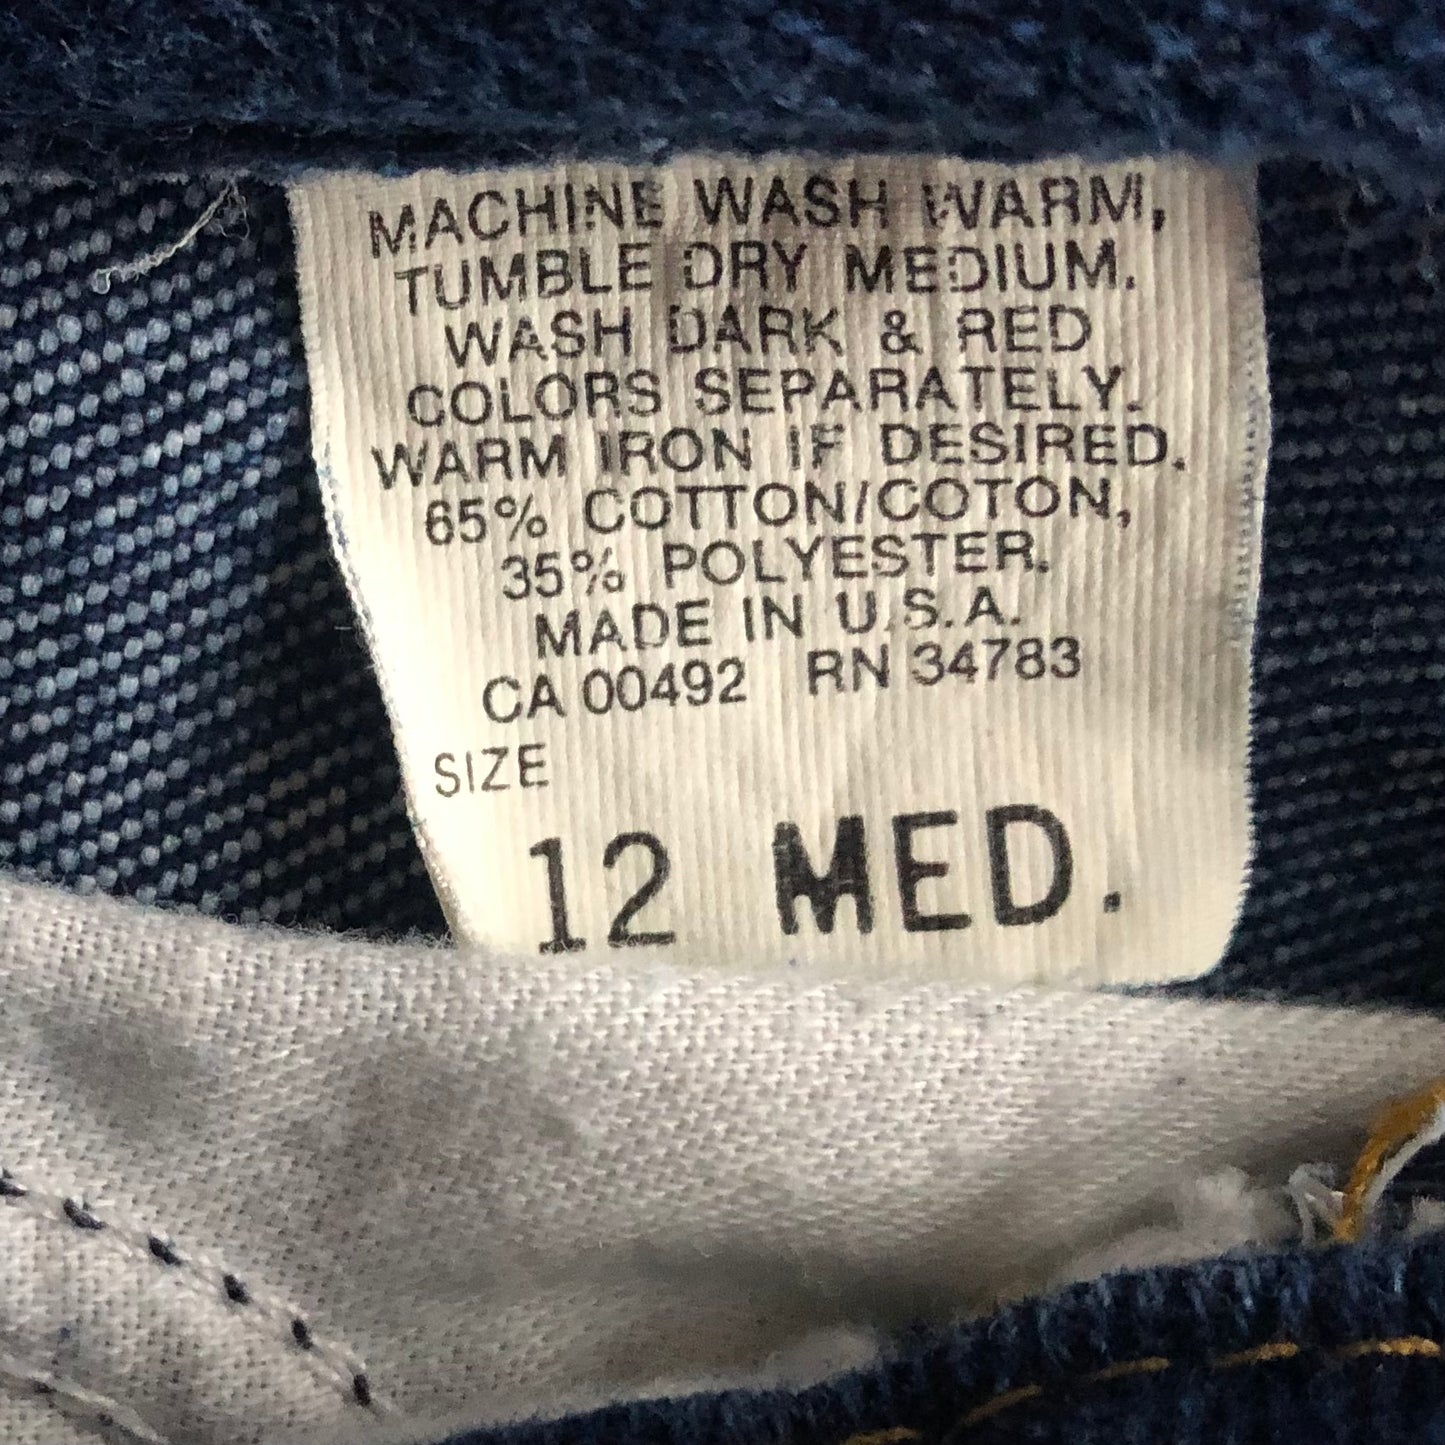 MACHINE WASH WARM,
TUMBLE DRY MEDIUM.
WASH DARK & RED
COLORS SEPARATELY.
WARM IRON IF DESIRED.
65% COTTON/COTON,
35% POLYESTER.
MADE IN U.S.A.
CA 00492 RN 34783
SIZE
12 MED.